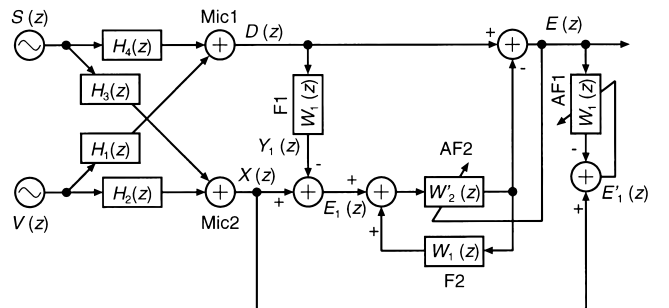 Mic1
S (z)
D (z)
E (z)
+
H₄(z)
+
+
-
H₃(z)
F1
W₁ (z)
AF1
W₁ (z)
H₁(z)
Y₁ (z)
-
AF2
-
X (z)
+
V (z)
H₂(z)
+
+
+
E₁ (z)
+
W'₂ (z)
E'₁ (z)
+
Mic2
+
W₁ (z)
F2